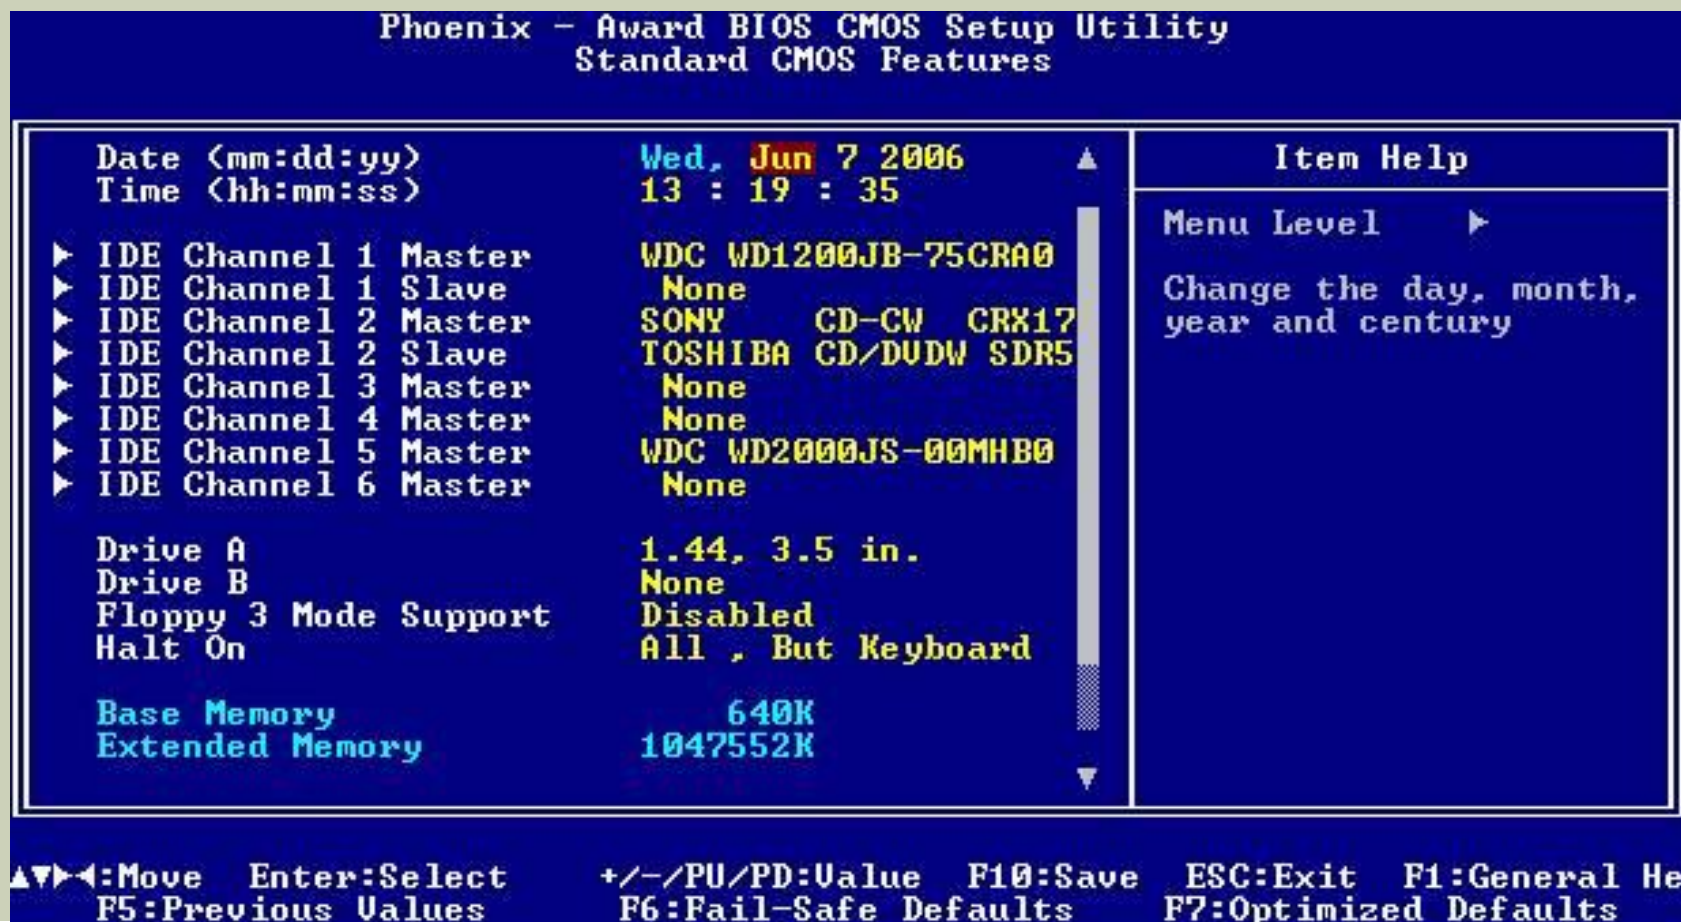 Phoenix - Award BIOS CMOS Setup Utility
Standard CMOS Features
Date (mm:dd:yy) Wed, Jun 7 2006
Time (hh:mm:ss) 13 : 19 : 35
IDE Channel 1 Master WDC WD1200JB-75CRA0
IDE Channel 1 Slave None
IDE Channel 2 Master SONY CD-CW CRX17
IDE Channel 2 Slave TOSHIBA CD/DVDW SDR5
IDE Channel 3 Master None
IDE Channel 4 Master None
IDE Channel 5 Master WDC WD2000JS-00MHB0
IDE Channel 6 Master None
Drive A 1.44, 3.5 in.
Drive B None
Floppy 3 Mode Support Disabled
Halt On All , But Keyboard
Base Memory 640K
Extended Memory 1047552K
Item Help
Menu Level
Change the day, month,
year and century
:Move Enter:Select +/-/PU/PD:Value F10:Save ESC:Exit F1:General He
F5:Previous Values F6:Fail-Safe Defaults F7:Optimized Defaults